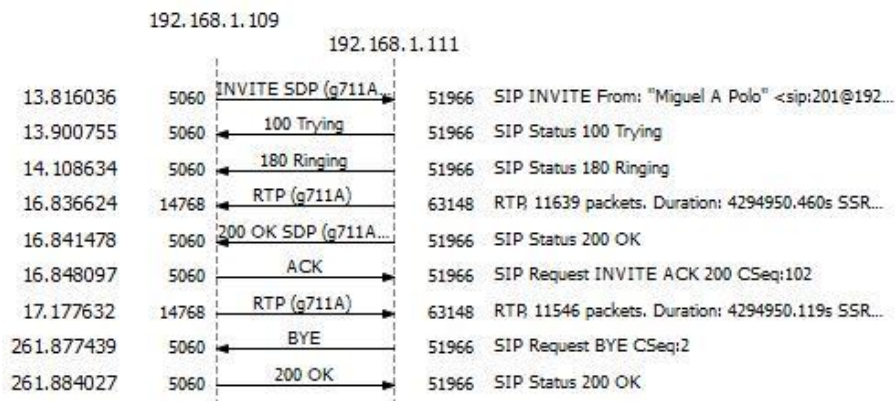 192.168.1.109
192.168.1.111
13.816036 5060 INVITE SDP (g711A... 51966 SIP INVITE From: "Miguel A Polo" <sip:201@192...
13.900755 5060 100 Trying 51966 SIP Status 100 Trying
14.108634 5060 180 Ringing 51966 SIP Status 180 Ringing
16.836624 14768 RTP (g711A) 63148 RTP, 11639 packets. Duration: 4294950.460s SSR...
16.841478 5060 200 OK SDP (g711A... 51966 SIP Status 200 OK
16.848097 5060 ACK 51966 SIP Request INVITE ACK 200 CSeq:102
17.177632 14768 RTP (g711A) 63148 RTP, 11546 packets. Duration: 4294950.119s SSR...
261.877439 5060 BYE 51966 SIP Request BYE CSeq:2
261.884027 5060 200 OK 51966 SIP Status 200 OK